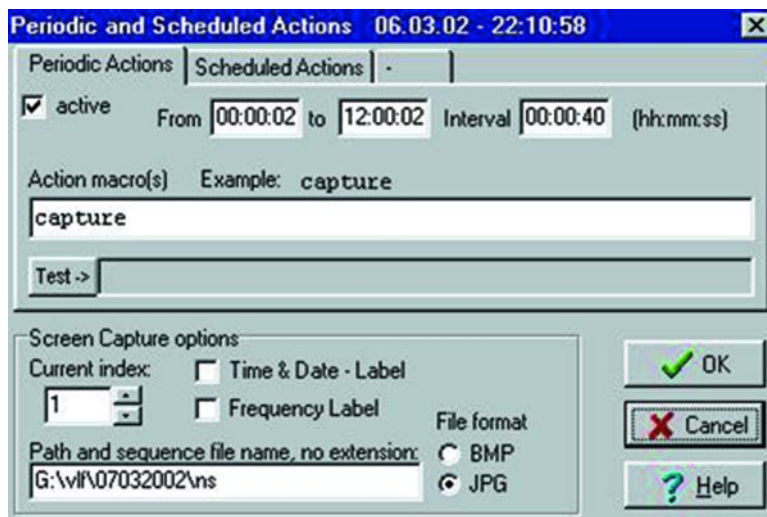 Periodic and Scheduled Actions 06.03.02 - 22:10:58
Periodic Actions Scheduled Actions -
active From 00:00:02 to 12:00:02 Interval 00:00:40 (hh:mm:ss)
Action macro(s) Example: capture
capture
Test ->
Screen Capture options
Current index:
1
Time & Date - Label
Frequency Label
File format
Path and sequence file name, no extension:
G:\vlf\07032002\ns
BMP
JPG
OK
Cancel
Help